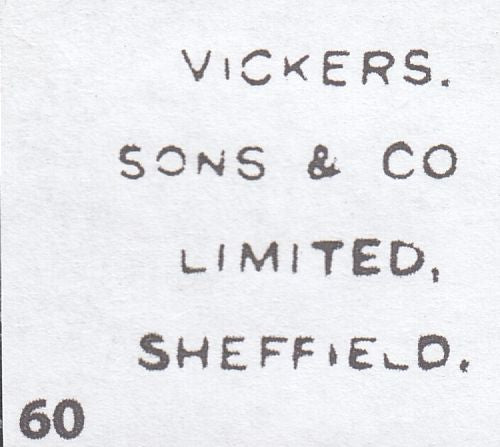 VICKERS.
SONS & CO
LIMITED,
SHEFFIELD.
60